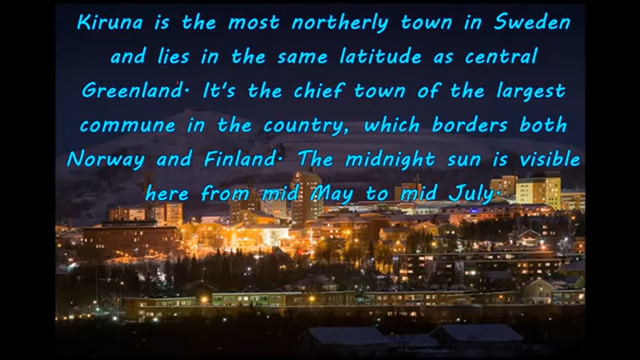 Kiruna is the most northerly town in Sweden
and lies in the same latitude as central
Greenland. It's the chief town of the largest
commune in the country, which borders both
Norway and Finland. The midnight sun is visible
here from mid May to mid July.